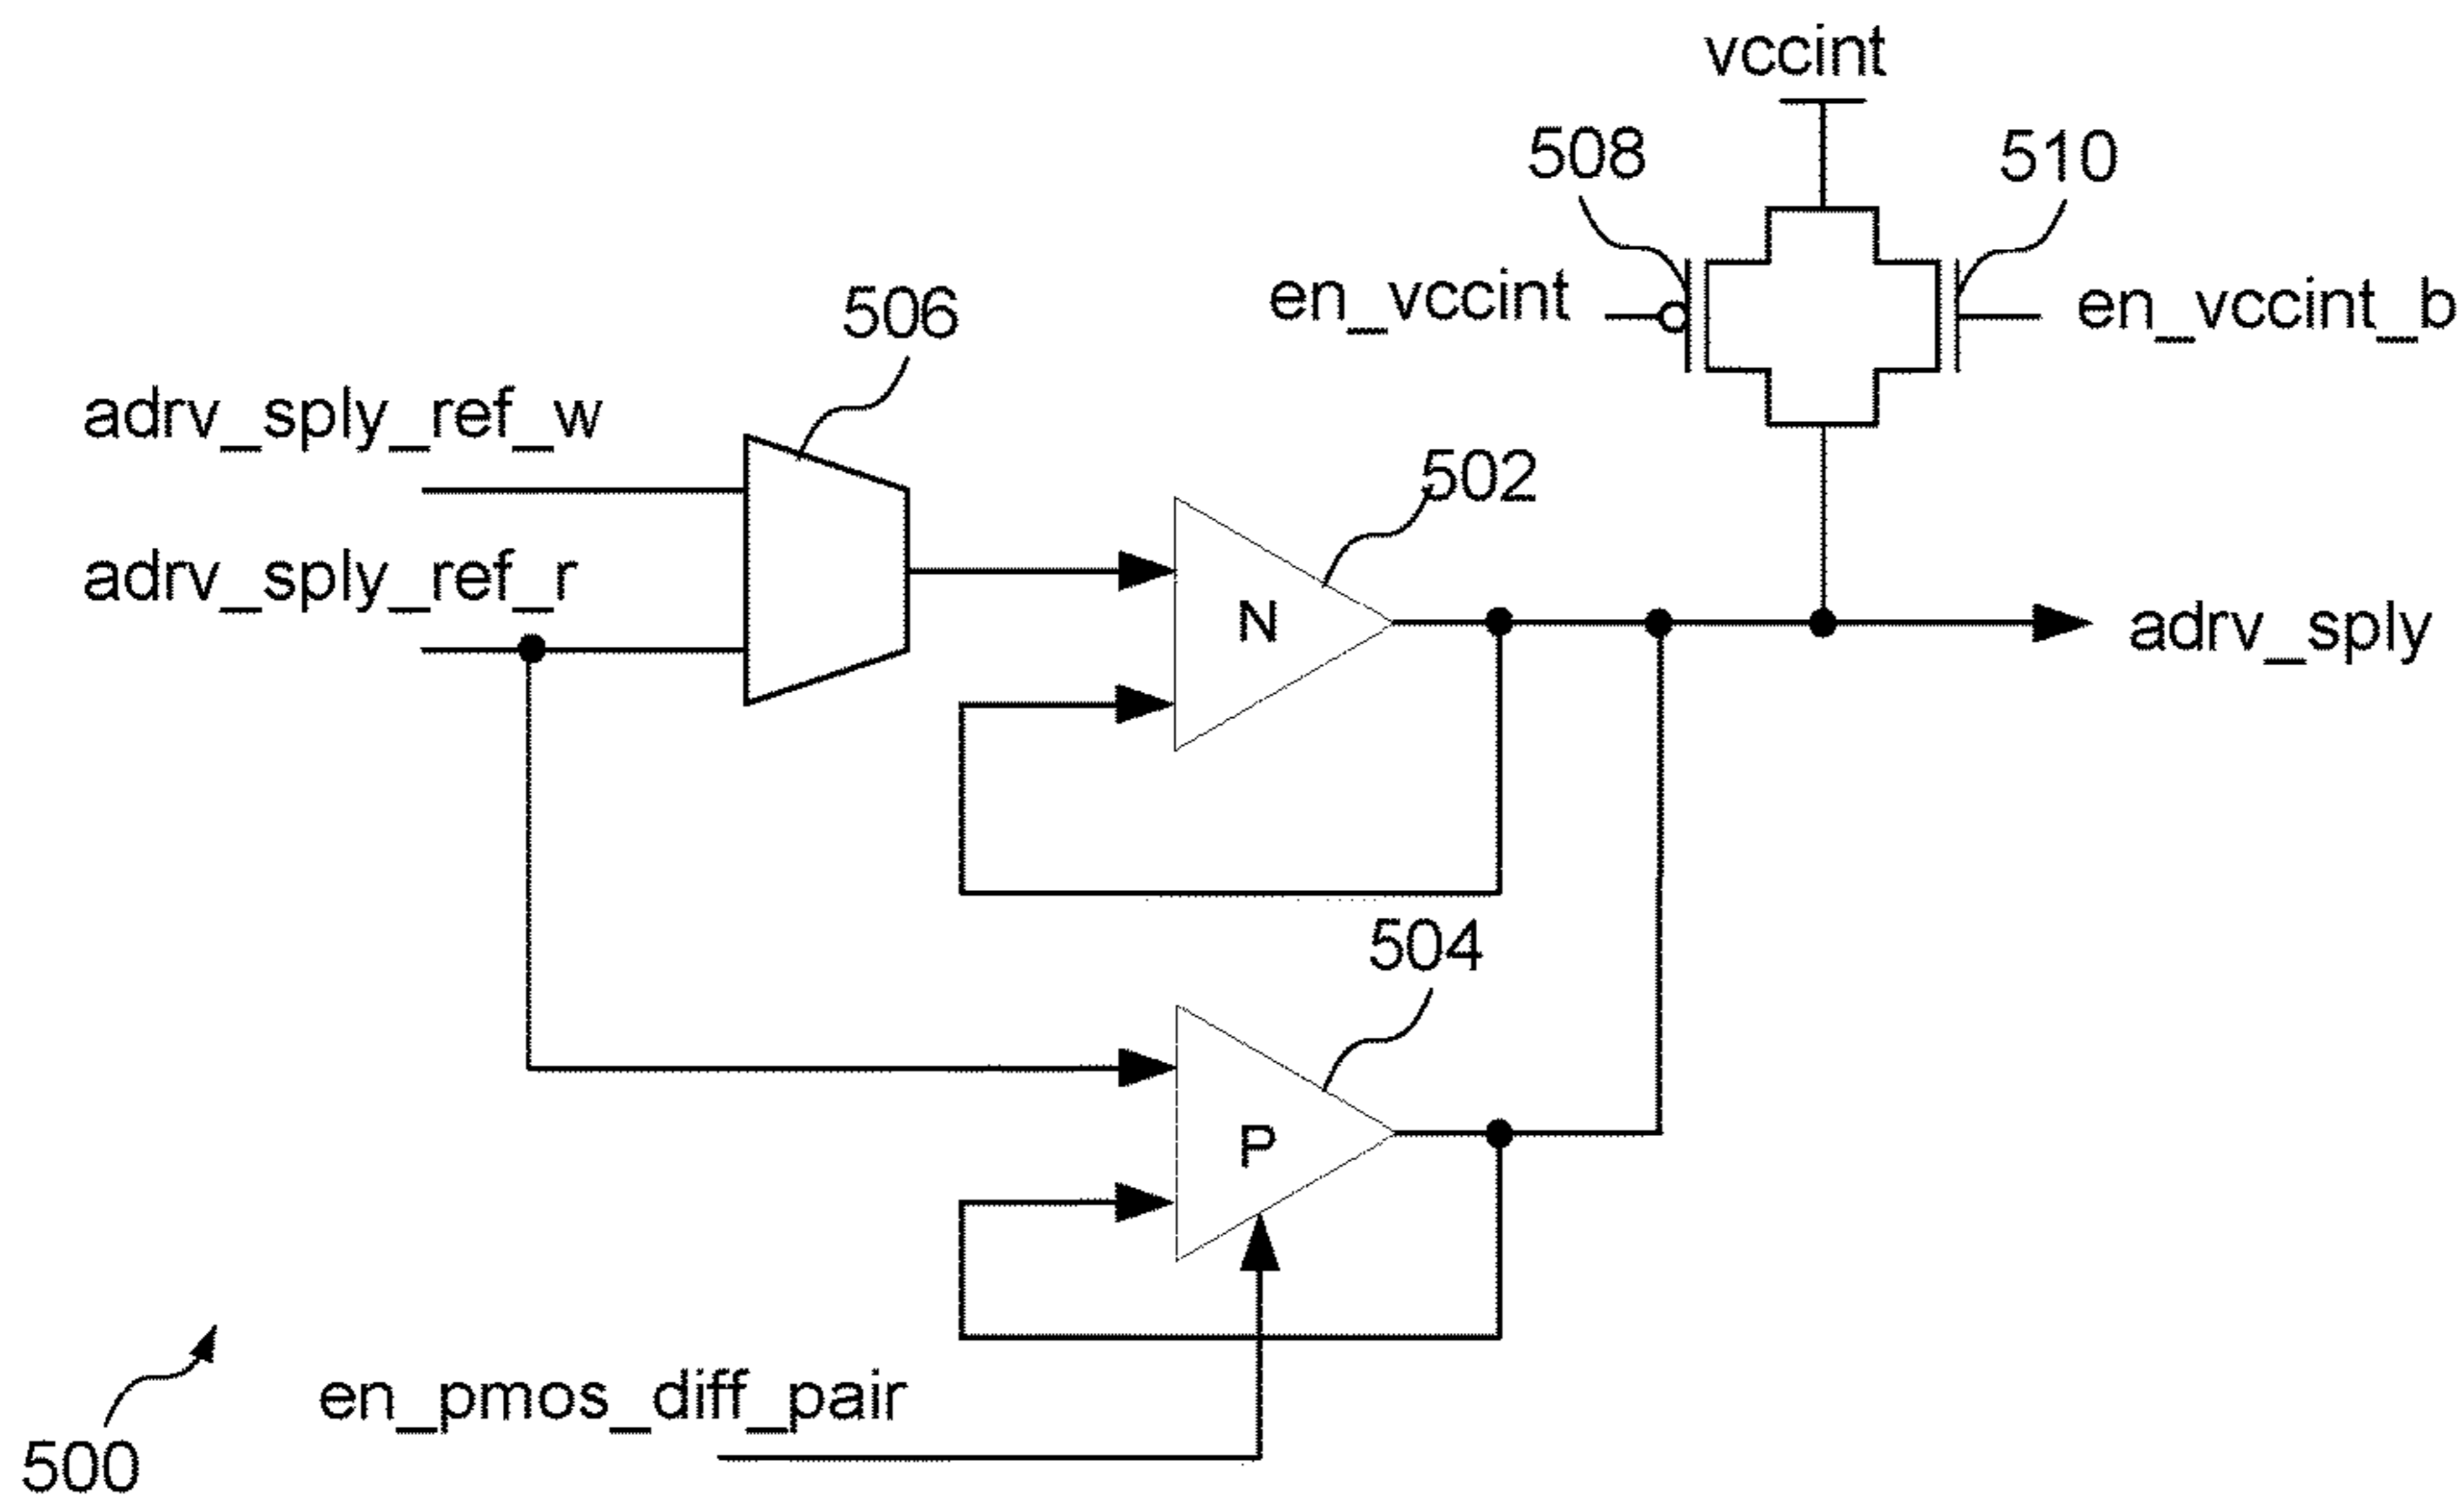 vccint
508
510
en_vccint
en_vccint_b
506
adrv_sply_ref_w
502
adrv_sply_ref_r
N
adrv_sply
504
P
en_pmos_diff_pair
500